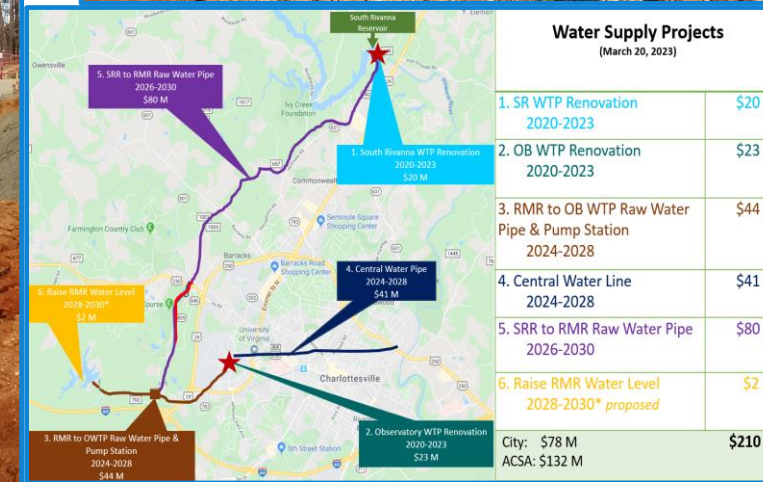 South Rivanna
Reservoir
Owensville
5. SRR to RMR Raw Water Pipe
2026-2030
$80 M
Ivy Creek
Foundation
1. South Rivanna WTP Renovation
2020-2023
$20 M
Commonwea
Seminole Square
Shopping Center
Farmington Country Club
Barracks
Barracks Road
Shopping Center
4. Central Water Pipe
2024-2028
$41 M
6. Raise RMR Water Level
2028-2030*
$2 M
Course
University
of Virginia
Charlottesville
3. RMR to OWTP Raw Water Pipe &
Pump Station
2024-2028
$44 M
5th Street Station
2. Observatory WTP Renovation
2020-2023
$23 M
Water Supply Projects
(March 20, 2023)
1. SR WTP Renovation $20
2020-2023
2. OB WTP Renovation $23
2020-2023
3. RMR to OB WTP Raw Water $44
Pipe & Pump Station
2024-2028
4. Central Water Line $41
2024-2028
5. SRR to RMR Raw Water Pipe $80
2026-2030
6. Raise RMR Water Level $2
2028-2030* proposed
City: $78 M $210
ACSA: $132 M